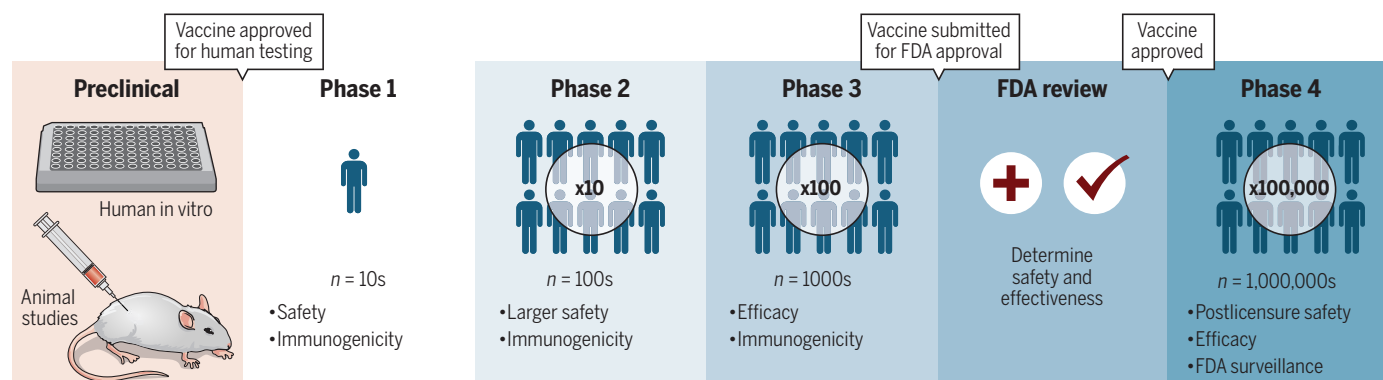 Vaccine approved
for human testing
Vaccine submitted
for FDA approval
Vaccine
approved
Preclinical
Human in vitro
Animal
studies
Phase 1
n = 10s
•Safety
•Immunogenicity
Phase 2
x10
n = 100s
•Larger safety
•Immunogenicity
Phase 3
x100
n = 1000s
•Efficacy
•Immunogenicity
FDA review
Determine
safety and
effectiveness
Phase 4
x100,000
n = 1,000,000s
•Postlicensure safety
•Efficacy
•FDA surveillance